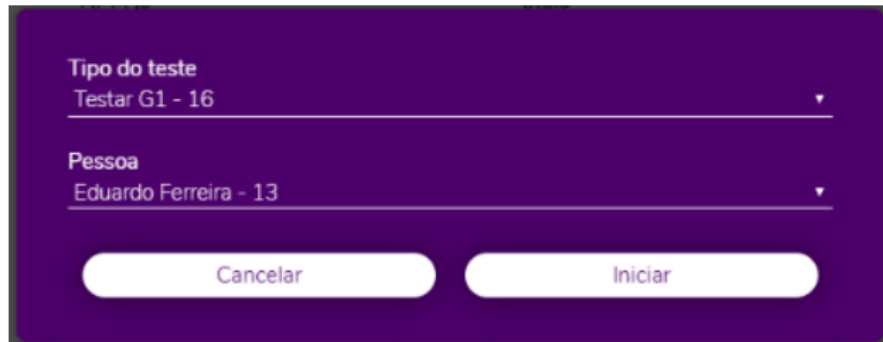 Tipo do teste
Testar G1 - 16
Pessoa
Eduardo Ferreira - 13
Cancelar Iniciar